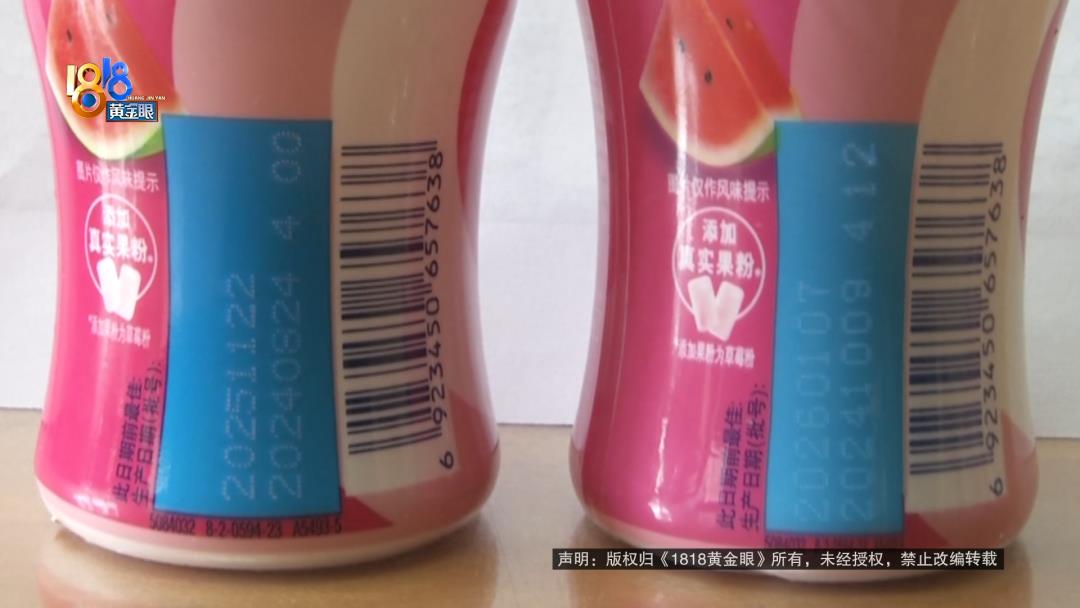 1818
HUANG JIN YAN
黄金眼
图片仅作风味提示
添加
真实果粉。
*添加果粉为草莓粉
此日期前最佳:
生产日期(批号):
20251122
20240824 4 00
6 923450 657638
5084032 8-2-0594-23 A5493-5
图片仅作风味提示
添加
真实果粉。
*添加果粉为草莓粉
此日期前最佳:
生产日期(批号):
20260107
20241009 4 12
6 923450 657638
5084032
声明：版权归《1818黄金眼》所有，未经授权，禁止改编转载